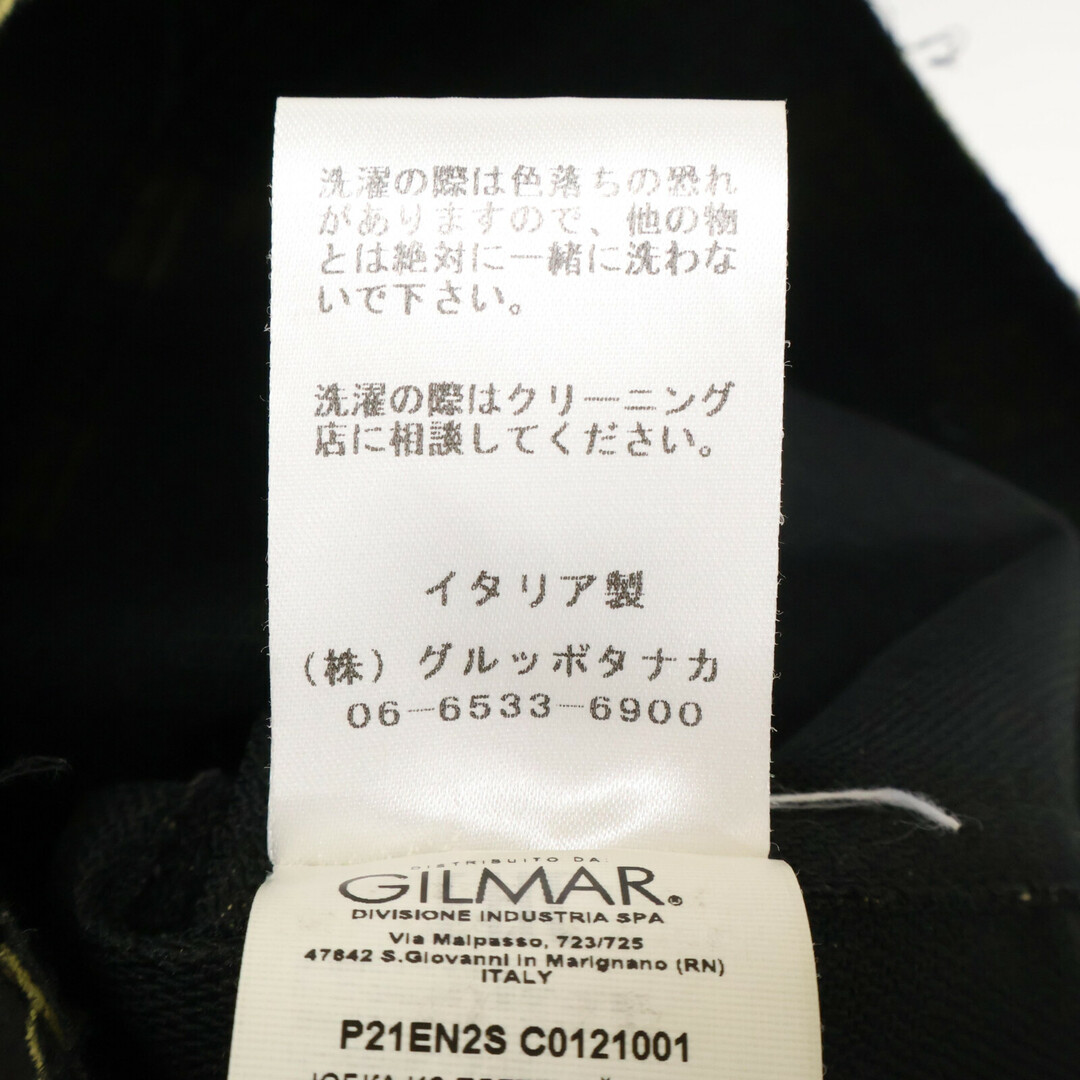 洗濯の際は色落ちの恐れ
がありますので、他の物
とは絶対に一緒に洗わな
いで下さい。
洗濯の際はクリーニング
店に相談してください。
イタリア製
(株) グルッポタナカ
06-6533-6900
DISTRIBUITO DA:
GILMAR®
DIVISIONE INDUSTRIA SPA
Via Malpasso, 723/725
47842 S.Giovanni in Marignano (RN)
ITALY
P21EN2S C0121001